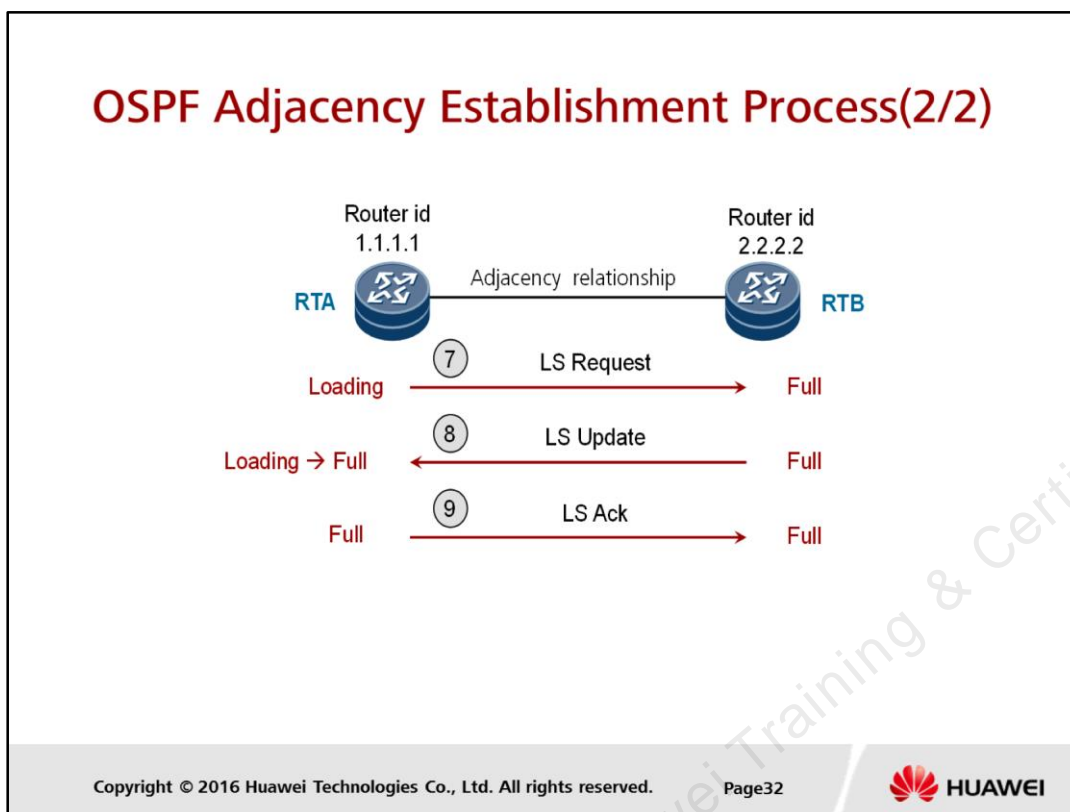 OSPF Adjacency Establishment Process(2/2)
Router id
1.1.1.1
Router id
2.2.2.2
Adjacency relationship
RTA
RTB
7
LS Request
Loading
Full
8
LS Update
Loading → Full
Full
9
LS Ack
Full
Full
Training & Certi
Copyright © 2016 Huawei Technologies Co., Ltd. All rights reserved.
Page32
HUAWEI